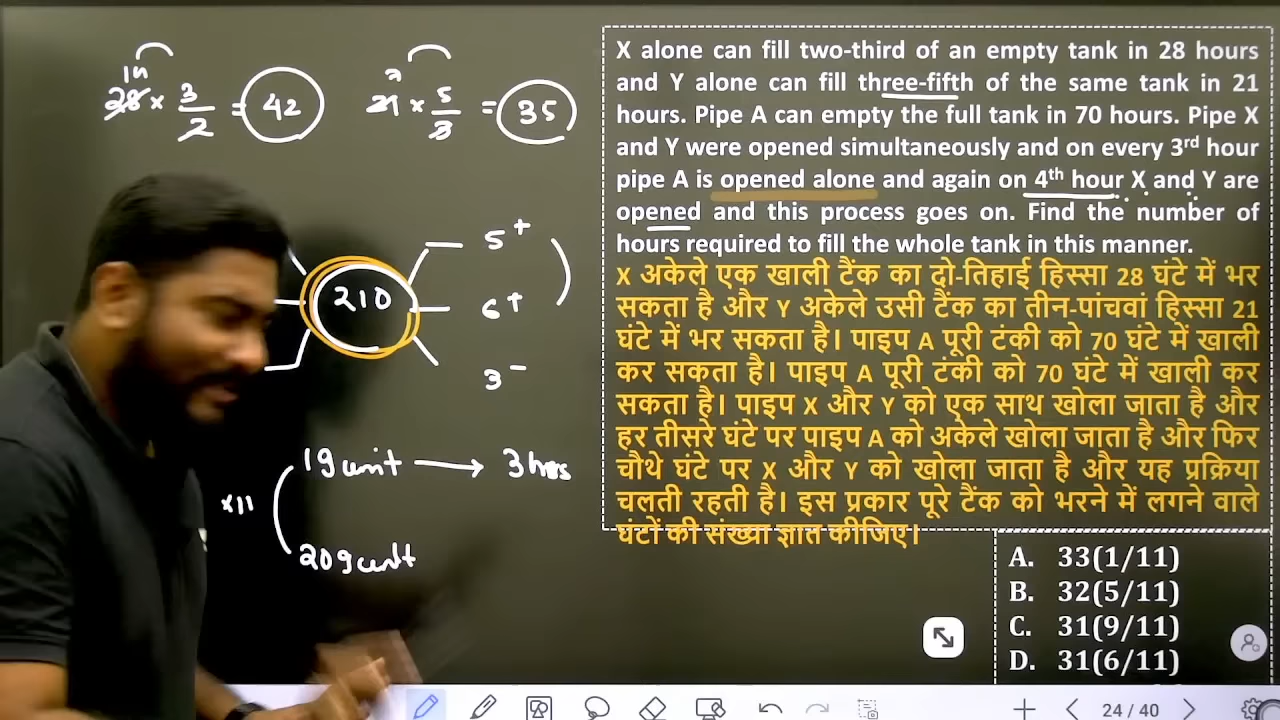 14
28 × 3/2 = 42
7
21 × 5/3 = 35
210
5+
6+
3−
19 unit → 3 hrs
×11
209 unit
X alone can fill two-third of an empty tank in 28 hours
and Y alone can fill three-fifth of the same tank in 21
hours. Pipe A can empty the full tank in 70 hours. Pipe X
and Y were opened simultaneously and on every 3rd hour
pipe A is opened alone and again on 4th hour X and Y are
opened and this process goes on. Find the number of
hours required to fill the whole tank in this manner.
X अकेले एक खाली टैंक का दो-तिहाई हिस्सा 28 घंटे में भर
सकता है और Y अकेले उसी टैंक का तीन-पांचवां हिस्सा 21
घंटे में भर सकता है। पाइप A पूरी टंकी को 70 घंटे में खाली
कर सकता है। पाइप A पूरी टंकी को 70 घंटे में खाली कर
सकता है। पाइप X और Y को एक साथ खोला जाता है और
हर तीसरे घंटे पर पाइप A को अकेले खोला जाता है और फिर
चौथे घंटे पर X और Y को खोला जाता है और यह प्रक्रिया
चलती रहती है। इस प्रकार पूरे टैंक को भरने में लगने वाले
घंटों की संख्या ज्ञात कीजिए।
A. 33(1/11)
B. 32(5/11)
C. 31(9/11)
D. 31(6/11)
24 / 40